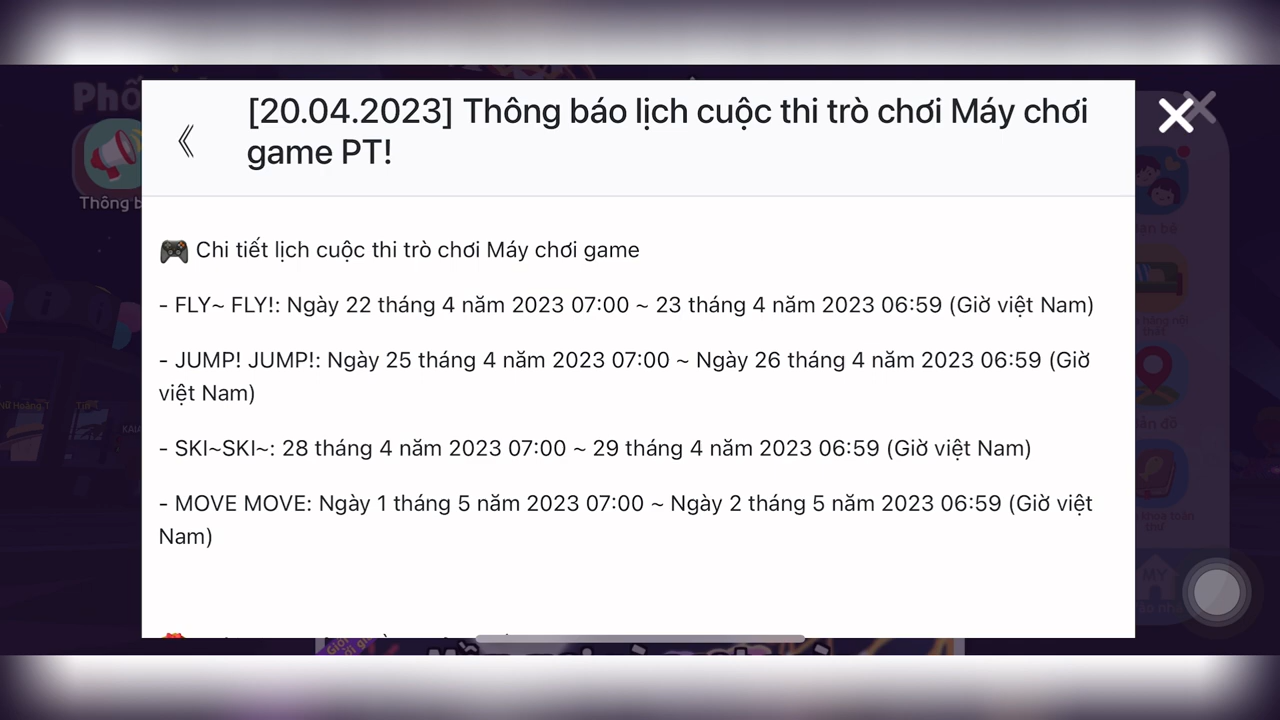 [20.04.2023] Thông báo lịch cuộc thi trò chơi Máy chơi
game PT!
Thông b
🎮 Chi tiết lịch cuộc thi trò chơi Máy chơi game
- FLY~ FLY!: Ngày 22 tháng 4 năm 2023 07:00 ~ 23 tháng 4 năm 2023 06:59 (Giờ việt Nam)
- JUMP! JUMP!: Ngày 25 tháng 4 năm 2023 07:00 ~ Ngày 26 tháng 4 năm 2023 06:59 (Giờ
việt Nam)
- SKI~SKI~: 28 tháng 4 năm 2023 07:00 ~ 29 tháng 4 năm 2023 06:59 (Giờ việt Nam)
- MOVE MOVE: Ngày 1 tháng 5 năm 2023 07:00 ~ Ngày 2 tháng 5 năm 2023 06:59 (Giờ việt
Nam)
Phố
MY